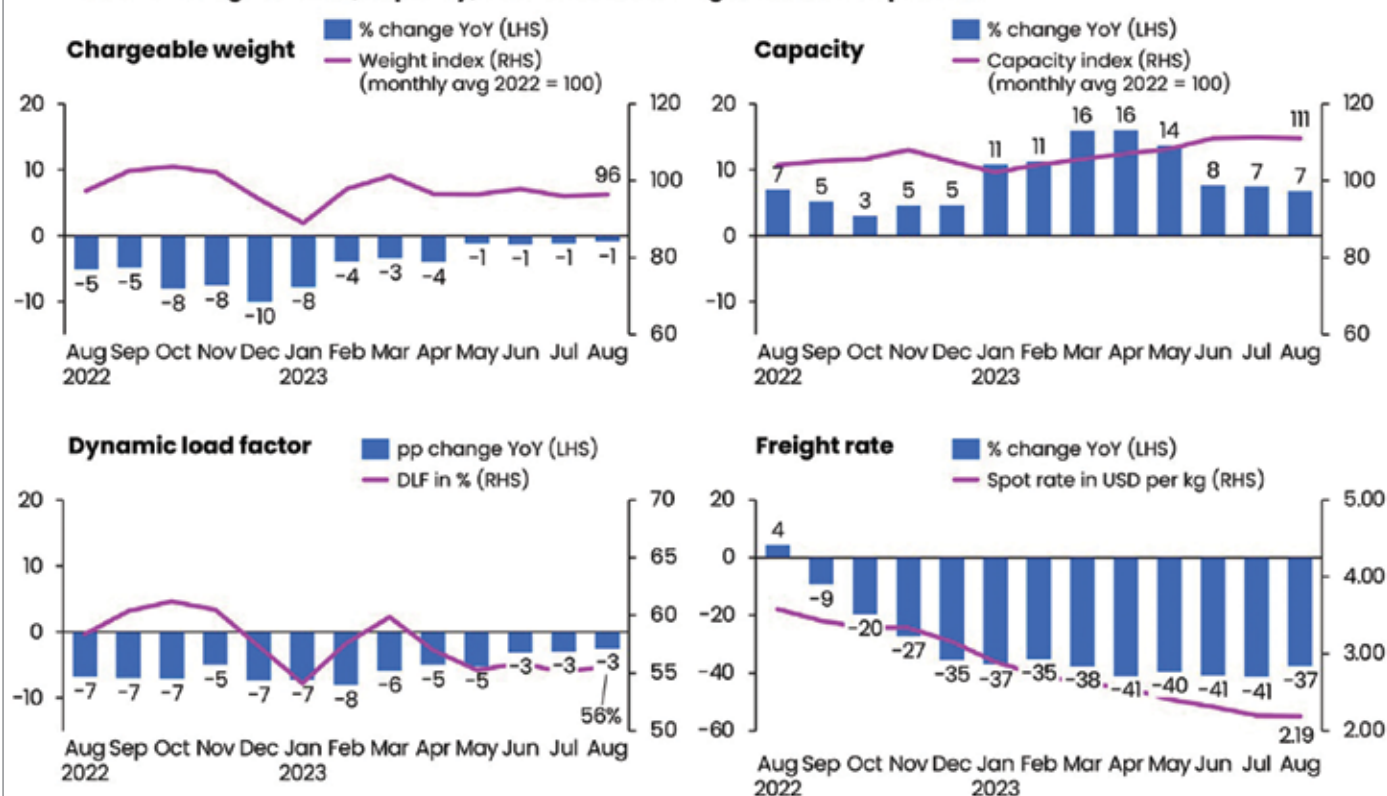 Chargeable weight
% change YoY (LHS)
Weight index (RHS)
(monthly avg 2022 = 100)
20
10
0
-10
120
100
80
60
96
-5 -5 -8 -8 -10 -8 -4 -3 -4 -1 -1 -1 -1
Aug Sep Oct Nov Dec Jan Feb Mar Apr May Jun Jul Aug
2022 2023
Capacity
% change YoY (LHS)
Capacity index (RHS)
(monthly avg 2022 = 100)
20
10
0
-10
120
100
80
60
111
7 5 3 5 5 11 11 16 16 14 8 7 7
Aug Sep Oct Nov Dec Jan Feb Mar Apr May Jun Jul Aug
2022 2023
Dynamic load factor
pp change YoY (LHS)
DLF in % (RHS)
20
10
0
-10
70
65
60
55
50
-7 -7 -7 -5 -7 -7 -8 -6 -5 -5 -3 -3 -3
56%
Aug Sep Oct Nov Dec Jan Feb Mar Apr May Jun Jul Aug
2022 2023
Freight rate
% change YoY (LHS)
Spot rate in USD per kg (RHS)
20
0
-20
-40
-60
5.00
4.00
3.00
2.00
4 -9 -20 -27 -35 -37 -35 -38 -41 -40 -41 -41 -37
2.19
Aug Sep Oct Nov Dec Jan Feb Mar Apr May Jun Jul Aug
2022 2023